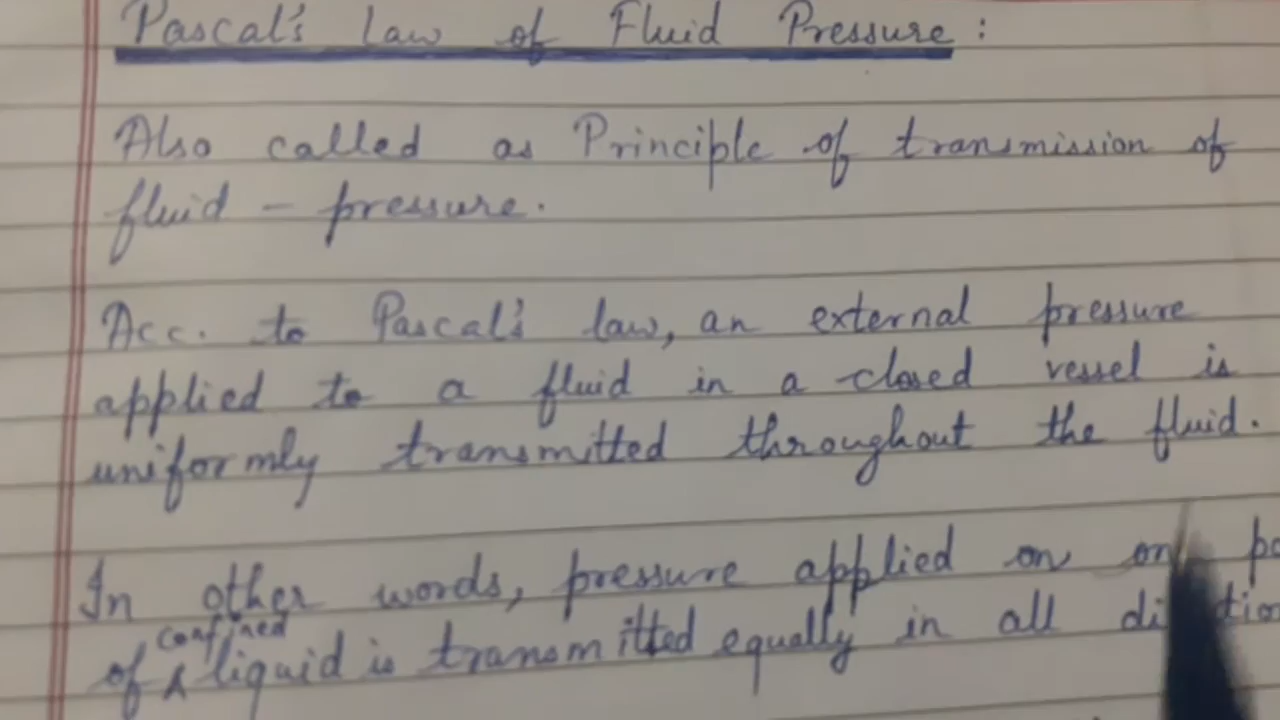 Pascal's law of Fluid Pressure :
Also called as Principle of transmission of
fluid - pressure.
Acc. to Pascal's law, an external pressure
applied to a fluid in a closed vessel is
uniformly transmitted throughout the fluid.
In other words, pressure applied on
confined
of liquid is transmitted equally in all